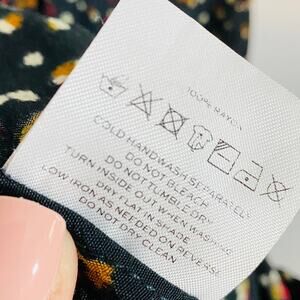 100% RAYON
COLD HANDWASH SEPARATELY
DO NOT BLEACH
DO NOT TUMBLE DRY
TURN INSIDE OUT WHEN WASHING
DRY FLAT IN SHADE
LOW IRON AS NEEDED ON REVERSE
DO NOT DRY CLEAN